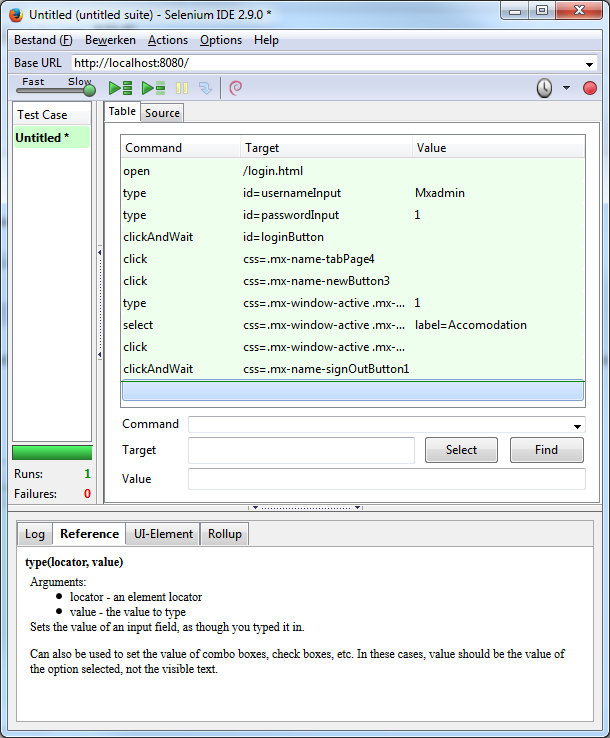 Untitled (untitled suite) - Selenium IDE 2.9.0 *
Bestand (F) Bewerken Actions Options Help
Base URL http://localhost:8080/
Fast Slow
Test Case
Untitled *
Runs: 1
Failures: 0
Table Source
Command Target Value
open /login.html
type id=usernameInput Mxadmin
type id=passwordInput 1
clickAndWait id=loginButton
click css=.mx-name-tabPage4
click css=.mx-name-newButton3
type css=.mx-window-active .mx-... 1
select css=.mx-window-active .mx-... label=Accomodation
click css=.mx-window-active .mx-...
clickAndWait css=.mx-name-signOutButton1
Command
Target Select Find
Value
Log Reference UI-Element Rollup
type(locator, value)
Arguments:
• locator - an element locator
• value - the value to type
Sets the value of an input field, as though you typed it in.
Can also be used to set the value of combo boxes, check boxes, etc. In these cases, value should be the value of
the option selected, not the visible text.